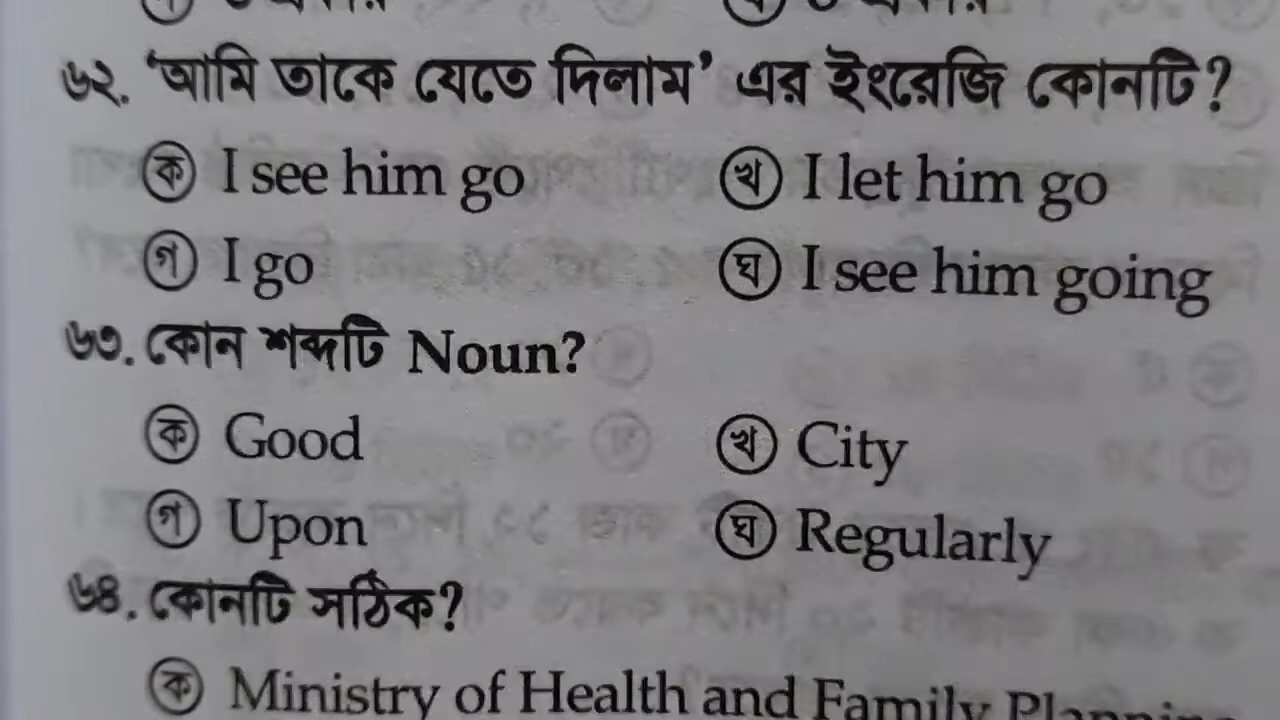 ৬২. ‘আমি তাকে যেতে দিলাম’ এর ইংরেজি কোনটি?
ক I see him go খ I let him go
গ I go ঘ I see him going
৬৩. কোন শব্দটি Noun?
ক Good খ City
গ Upon ঘ Regularly
৬৪. কোনটি সঠিক?
ক Ministry of Health and Family